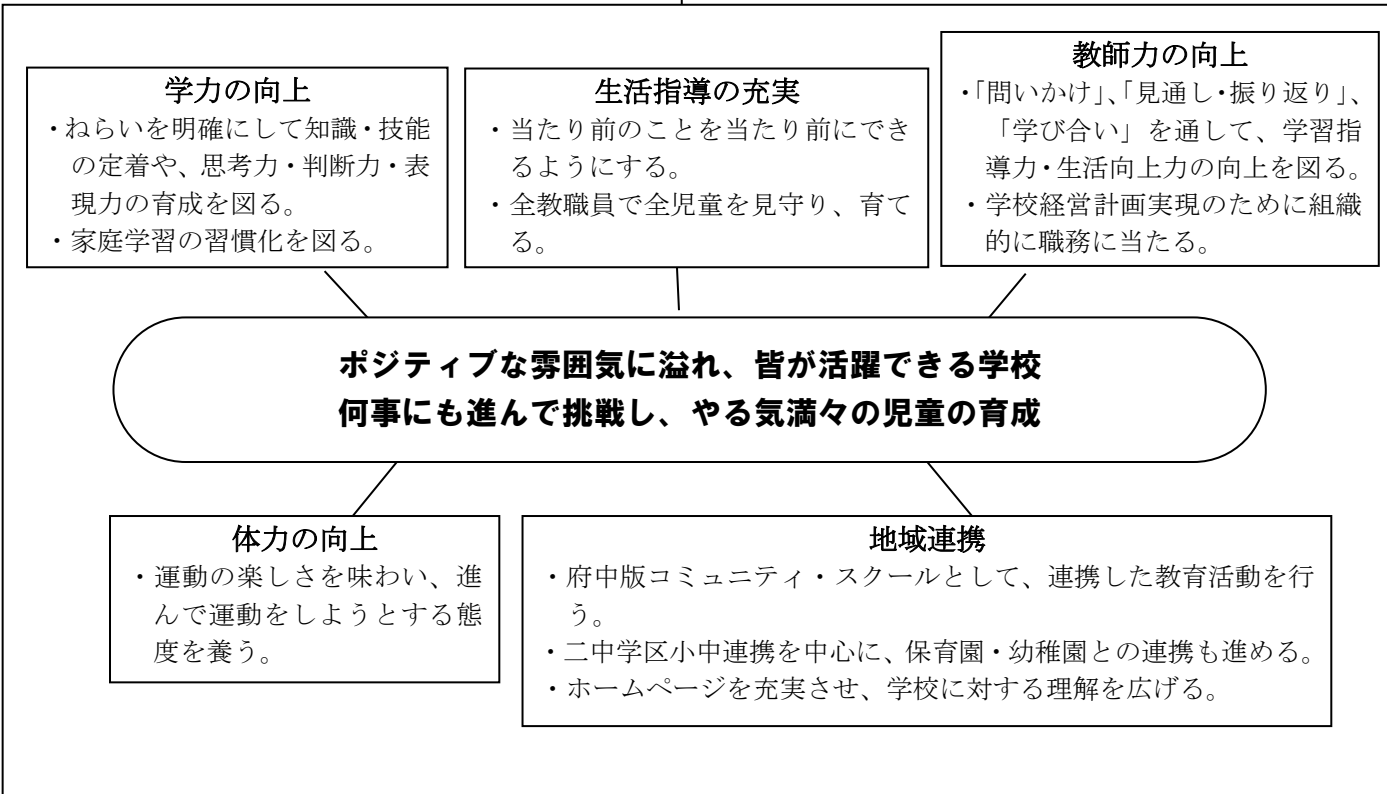 学力の向上
・ねらいを明確にして知識・技能
の定着や、思考力・判断力・表
現力の育成を図る。
・家庭学習の習慣化を図る。
生活指導の充実
・当たり前のことを当たり前にでき
るようにする。
・全教職員で全児童を見守り、育て
る。
教師力の向上
・「問いかけ」、「見通し・振り返り」、
「学び合い」を通して、学習指
導力・生活向上力の向上を図る。
・学校経営計画実現のために組織
的に職務に当たる。
ポジティブな雰囲気に溢れ、皆が活躍できる学校
何事にも進んで挑戦し、やる気満々の児童の育成
体力の向上
・運動の楽しさを味わい、進
んで運動をしようとする態
度を養う。
地域連携
・府中版コミュニティ・スクールとして、連携した教育活動を行
う。
・二中学区小中連携を中心に、保育園・幼稚園との連携も進める。
・ホームページを充実させ、学校に対する理解を広げる。